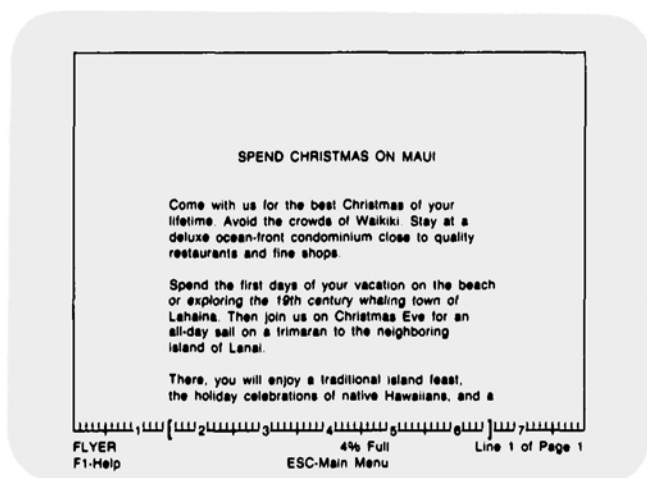 SPEND CHRISTMAS ON MAUI
Come with us for the best Christmas of your
lifetime. Avoid the crowds of Waikiki. Stay at a
deluxe ocean-front condominium close to quality
restaurants and fine shops.
Spend the first days of your vacation on the beach
or exploring the 19th century whaling town of
Lahaina. Then join us on Christmas Eve for an
all-day sail on a trimaran to the neighboring
island of Lanai.
There, you will enjoy a traditional island feast,
the holiday celebrations of native Hawaiians, and a
1 [ 2 3 4 5 6 ] 7
FLYER 4% Full Line 1 of Page 1
F1-Help ESC-Main Menu